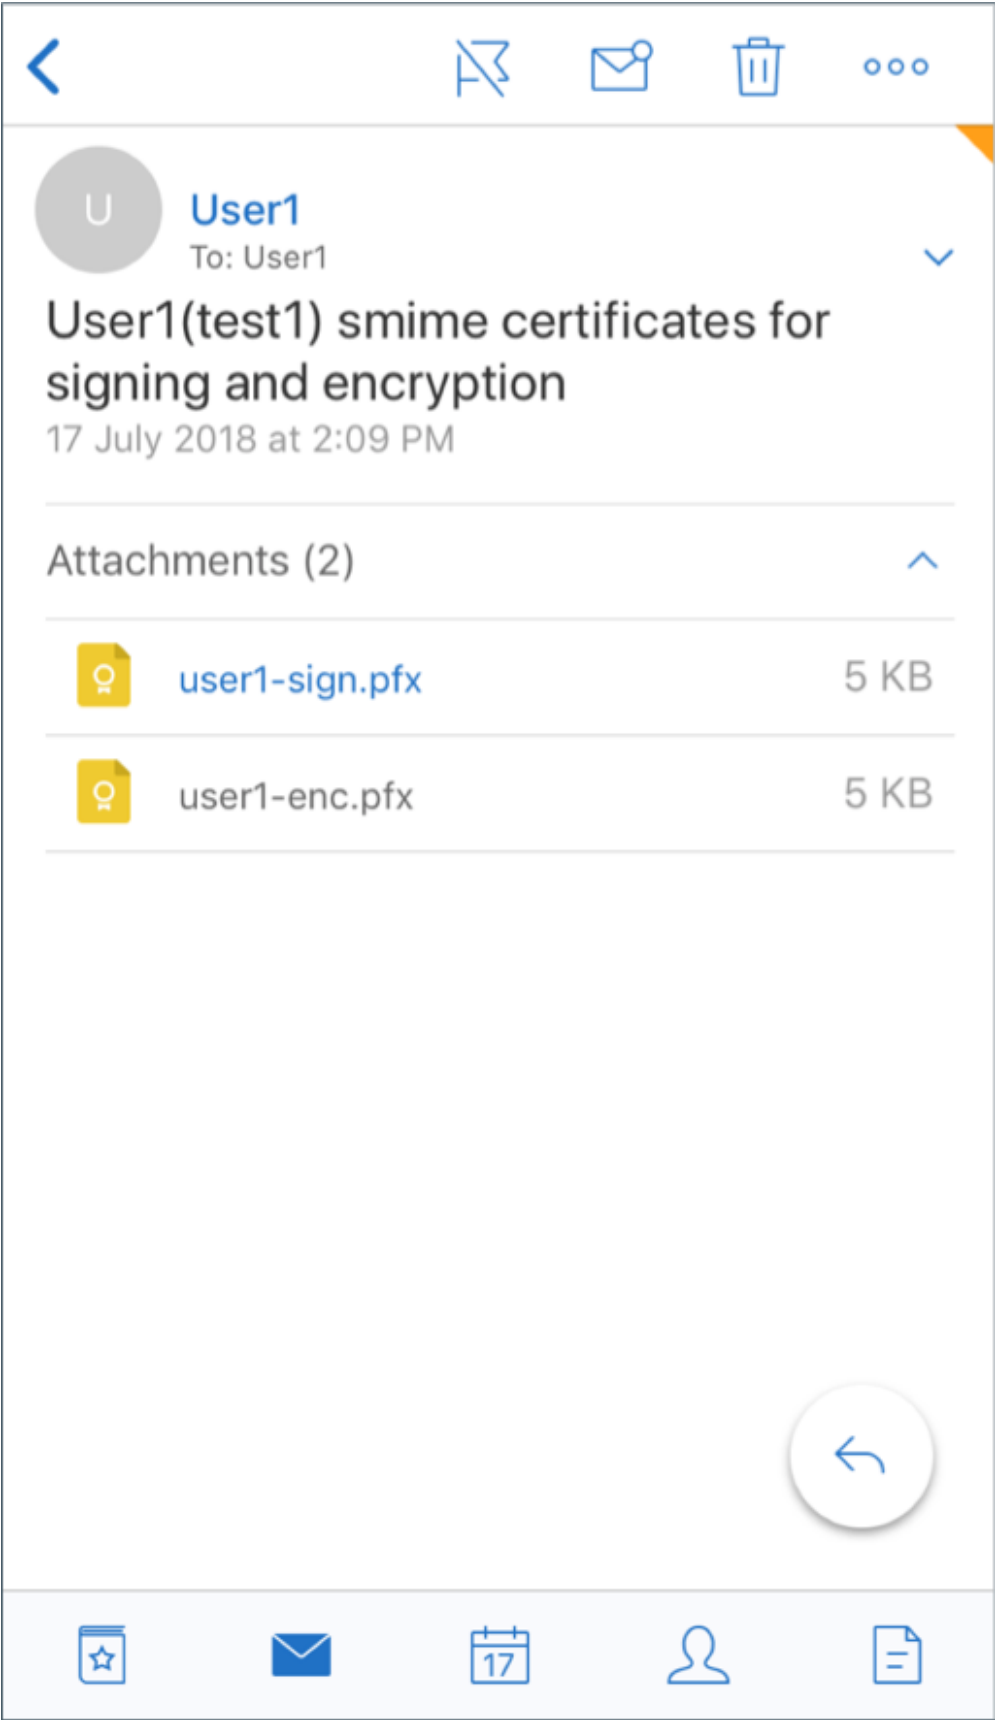 U
User1
To: User1
User1(test1) smime certificates for
signing and encryption
17 July 2018 at 2:09 PM
Attachments (2)
user1-sign.pfx 5 KB
user1-enc.pfx 5 KB
17